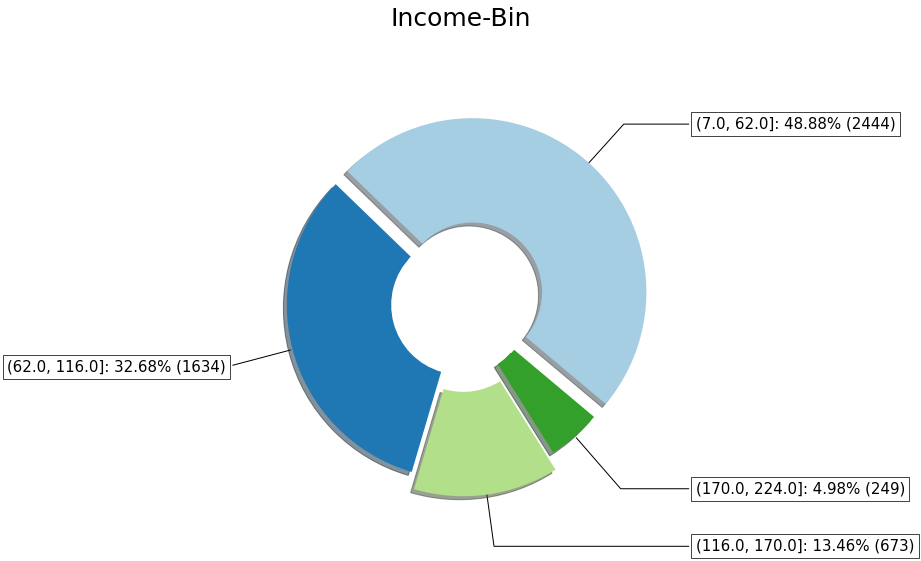 Income-Bin
(7.0, 62.0]: 48.88% (2444)
(62.0, 116.0]: 32.68% (1634)
(170.0, 224.0]: 4.98% (249)
(116.0, 170.0]: 13.46% (673)